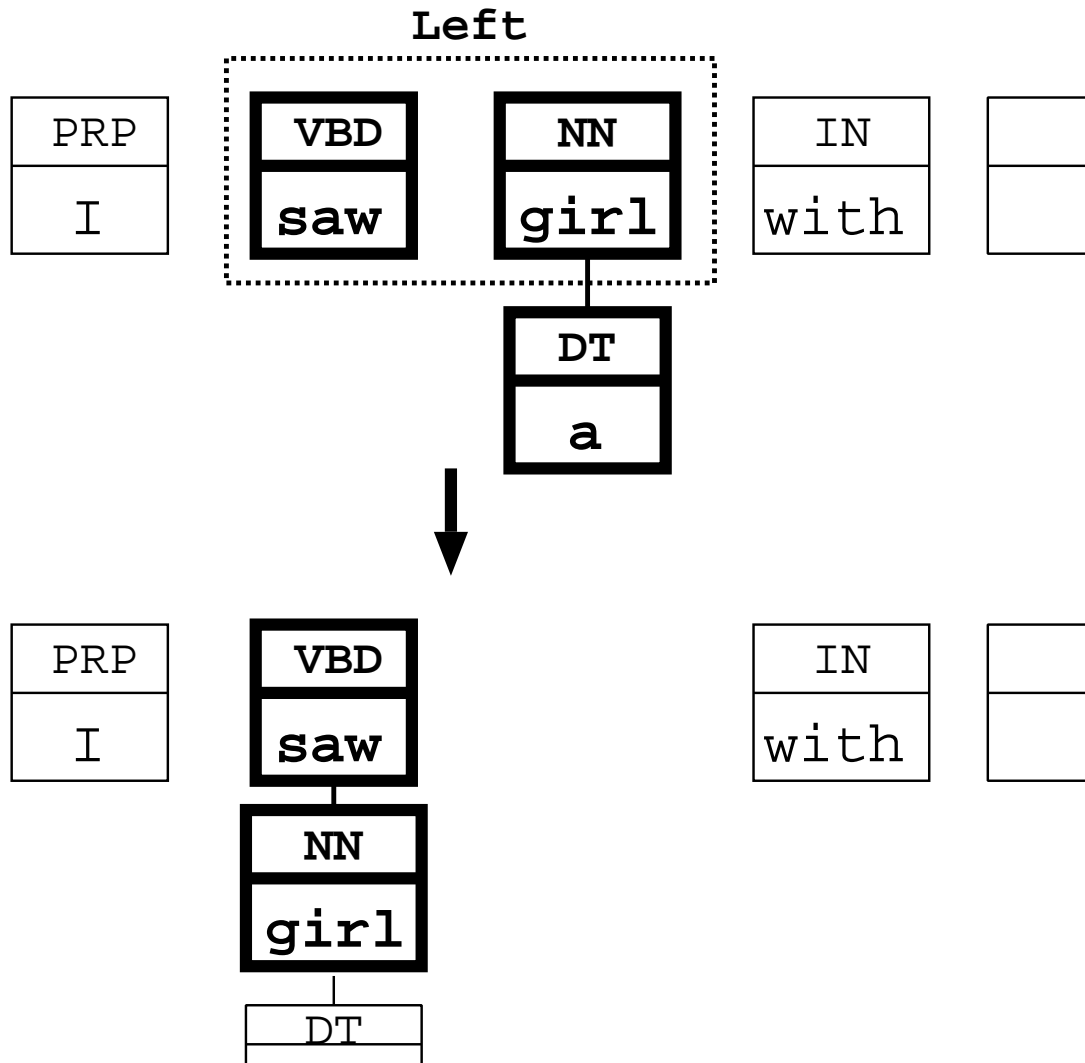 Left
PRP VBD NN IN
I saw girl with
DT
a
PRP VBD IN
I saw with
NN
girl
DT